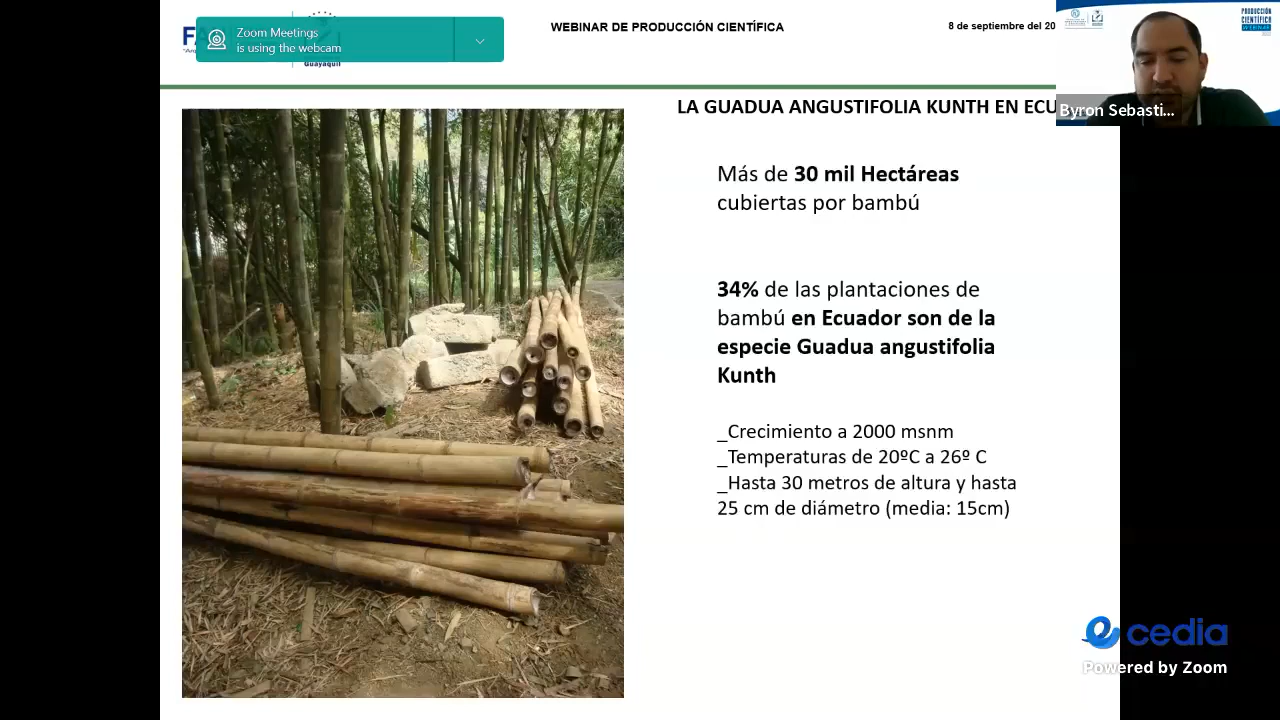 Zoom Meetings
is using the webcam
FA
Guayaquil
WEBINAR DE PRODUCCIÓN CIENTÍFICA
8 de septiembre del 20
PRODUCCIÓN
CIENTÍFICA
WEBINAR
Byron Sebasti...
LA GUADUA ANGUSTIFOLIA KUNTH EN ECU
Más de 30 mil Hectáreas
cubiertas por bambú
34% de las plantaciones de
bambú en Ecuador son de la
especie Guadua angustifolia
Kunth
_Crecimiento a 2000 msnm
_Temperaturas de 20ºC a 26º C
_Hasta 30 metros de altura y hasta
25 cm de diámetro (media: 15cm)
cedia
Powered by Zoom